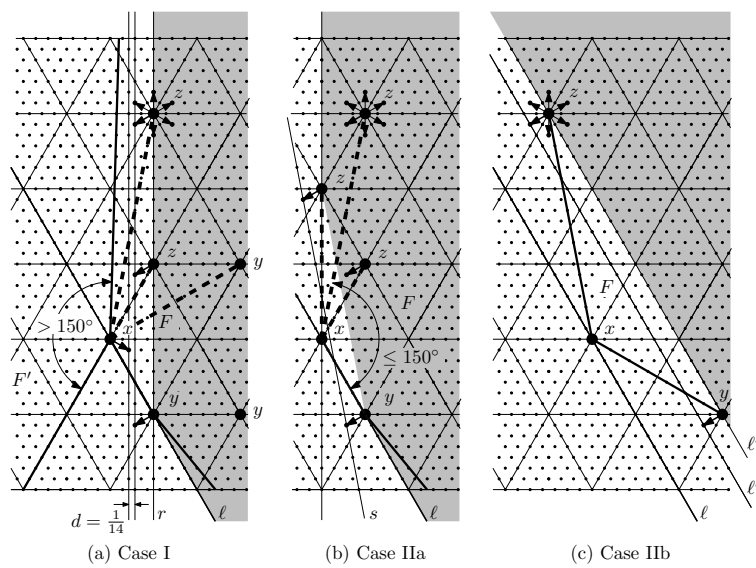 z
z
z
z
z
F
y
F
F
> 150°
x
F
x
≤ 150°
x
F′
y
y
y
y
ℓ
ℓ
d = 1/14
r
ℓ
s
ℓ
ℓ
(a) Case I
(b) Case IIa
(c) Case IIb